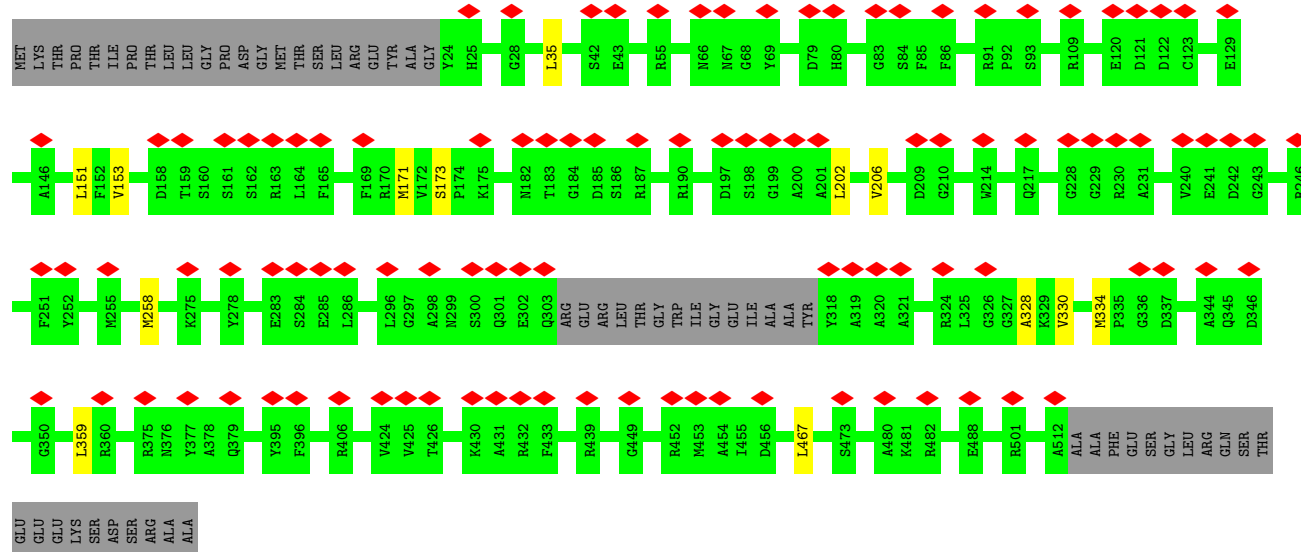 MET LYS THR PRO THR ILE PRO THR LEU LEU GLY PRO ASP GLY MET THR SER LEU ARG GLU TYR ALA GLY Y24 H25 G28 L35 S42 E43 R55 N66 N67 G68 Y69 D79 H80 G83 S84 F85 F86 R91 P92 S93 R109 E120 D121 D122 C123 E129
A146 L151 F152 V153 D158 T159 S160 S161 S162 R163 L164 F165 F169 R170 M171 V172 S173 P174 K175 N182 T183 G184 D185 S186 R187 R190 D197 S198 G199 A200 A201 L202 V206 D209 G210 W214 Q217 G228 G229 R230 A231 V240 E241 D242 G243
F251 Y252 M255 M258 K275 Y278 E283 S284 E285 L286 L296 G297 A298 N299 S300 Q301 E302 Q303 ARG GLU ARG LEU THR GLY TRP ILE GLY GLU ILE ALA ALA TYR Y318 A319 A320 A321 R324 L325 G326 G327 A328 K329 V330 M334 P335 G336 D337 A344 Q345 D346
G350 L359 R360 R375 N376 Y377 A378 Q379 Y395 F396 R406 V424 V425 T426 K430 A431 R432 F433 R439 G449 R452 M453 A454 I455 D456 L467 S473 A480 K481 R482 E488 R501 A512 ALA ALA PHE GLU SER GLY LEU ARG GLN SER THR
GLU GLU GLU LYS SER ASP SER ARG ALA ALA